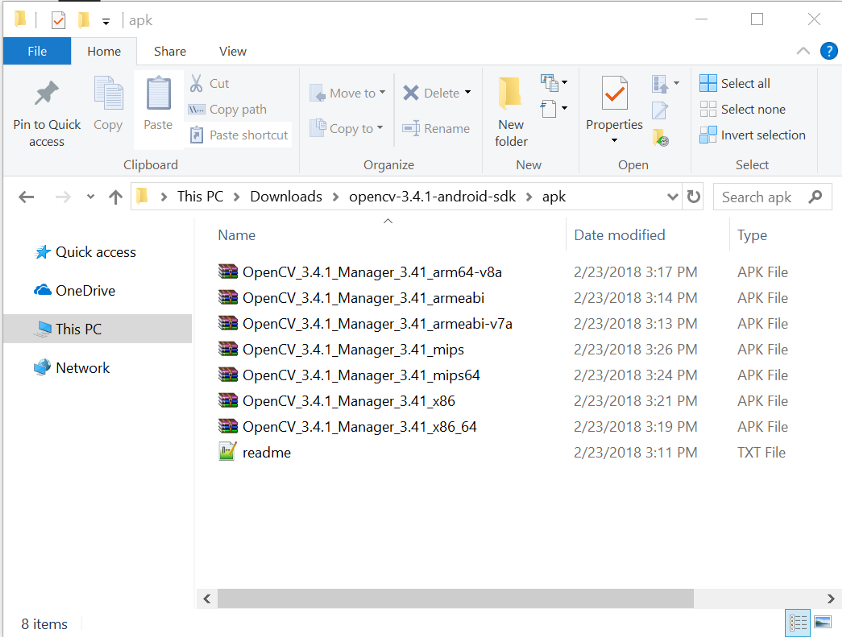 apk
File Home Share View
Pin to Quick access
Copy
Paste
Cut
Copy path
Paste shortcut
Clipboard
Move to
Copy to
Delete
Rename
Organize
New folder
New
Properties
Open
Select all
Select none
Invert selection
Select
This PC > Downloads > opencv-3.4.1-android-sdk > apk
Search apk
Quick access
OneDrive
This PC
Network
Name Date modified Type
OpenCV_3.4.1_Manager_3.41_arm64-v8a 2/23/2018 3:17 PM APK File
OpenCV_3.4.1_Manager_3.41_armeabi 2/23/2018 3:14 PM APK File
OpenCV_3.4.1_Manager_3.41_armeabi-v7a 2/23/2018 3:13 PM APK File
OpenCV_3.4.1_Manager_3.41_mips 2/23/2018 3:26 PM APK File
OpenCV_3.4.1_Manager_3.41_mips64 2/23/2018 3:24 PM APK File
OpenCV_3.4.1_Manager_3.41_x86 2/23/2018 3:21 PM APK File
OpenCV_3.4.1_Manager_3.41_x86_64 2/23/2018 3:19 PM APK File
readme 2/23/2018 3:11 PM TXT File
8 items